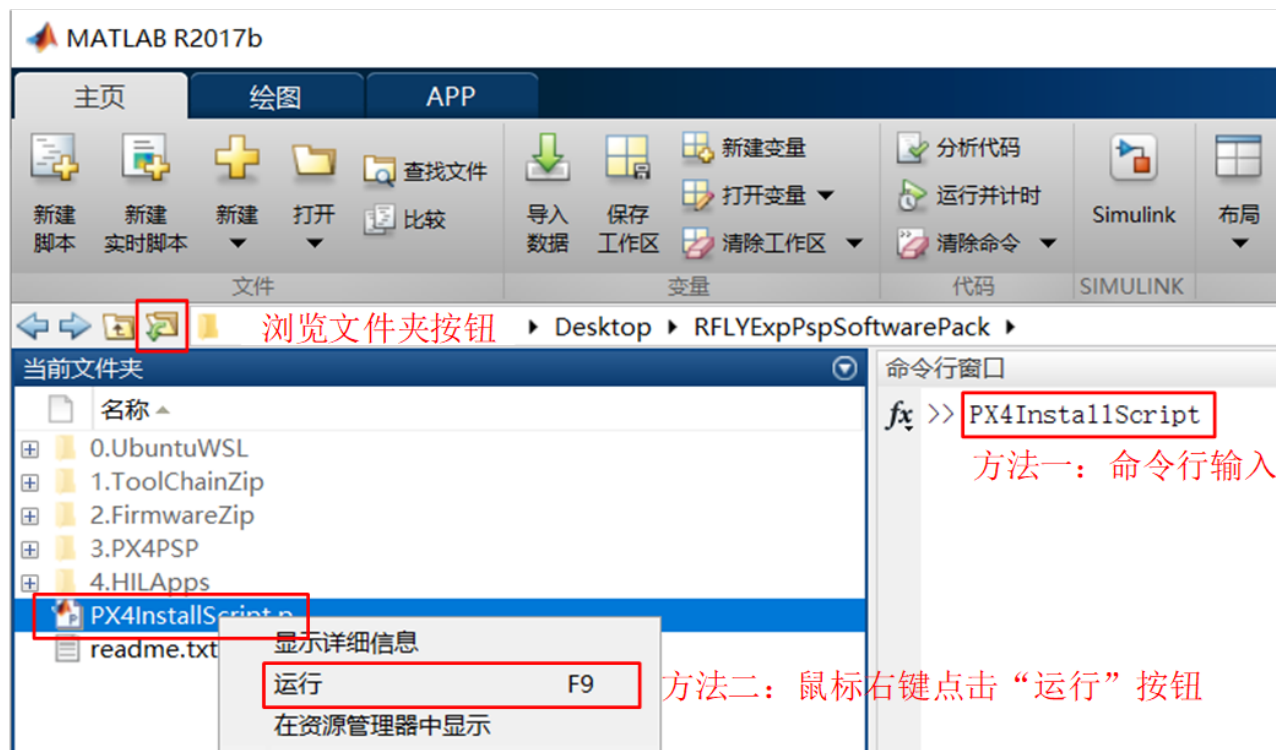 MATLAB R2017b
主页 绘图 APP
新建脚本 新建实时脚本 新建 打开 查找文件 比较 导入数据 保存工作区 新建变量 打开变量 清除工作区 分析代码 运行并计时 清除命令 Simulink 布局
文件 变量 代码 SIMULINK
浏览文件夹按钮 Desktop RFLYExpPspSoftwarePack
当前文件夹
名称
0.UbuntuWSL
1.ToolChainZip
2.FirmwareZip
3.PX4PSP
4.HILApps
PX4InstallScript.p
readme.txt
显示详细信息
运行 F9
在资源管理器中显示
命令行窗口
fx >> PX4InstallScript
方法一：命令行输入
方法二：鼠标右键点击“运行”按钮